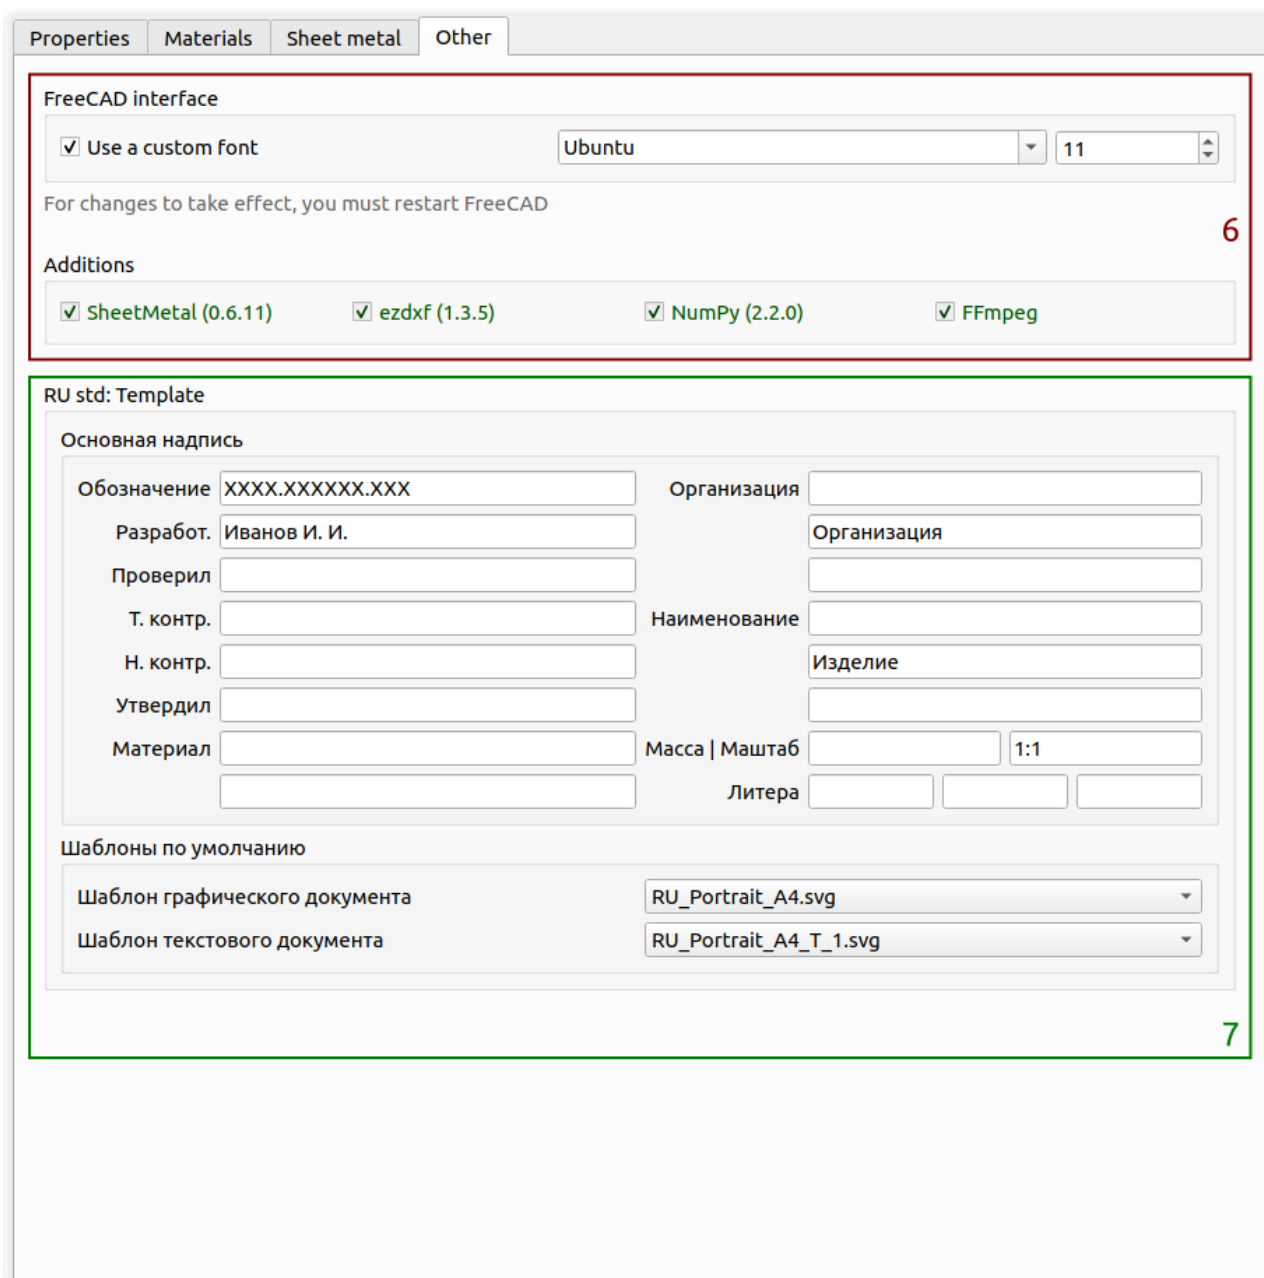 Properties Materials Sheet metal Other
FreeCAD interface
Use a custom font Ubuntu 11
For changes to take effect, you must restart FreeCAD
6
Additions
SheetMetal (0.6.11) ezdxf (1.3.5) NumPy (2.2.0) FFmpeg
RU std: Template
Основная надпись
Обозначение XXXX.XXXXXX.XXX Организация
Разработ. Иванов И. И. Организация
Проверил
Т. контр. Наименование
Н. контр. Изделие
Утвердил
Материал Масса | Маштаб 1:1
Литера
Шаблоны по умолчанию
Шаблон графического документа RU_Portrait_A4.svg
Шаблон текстового документа RU_Portrait_A4_T_1.svg
7